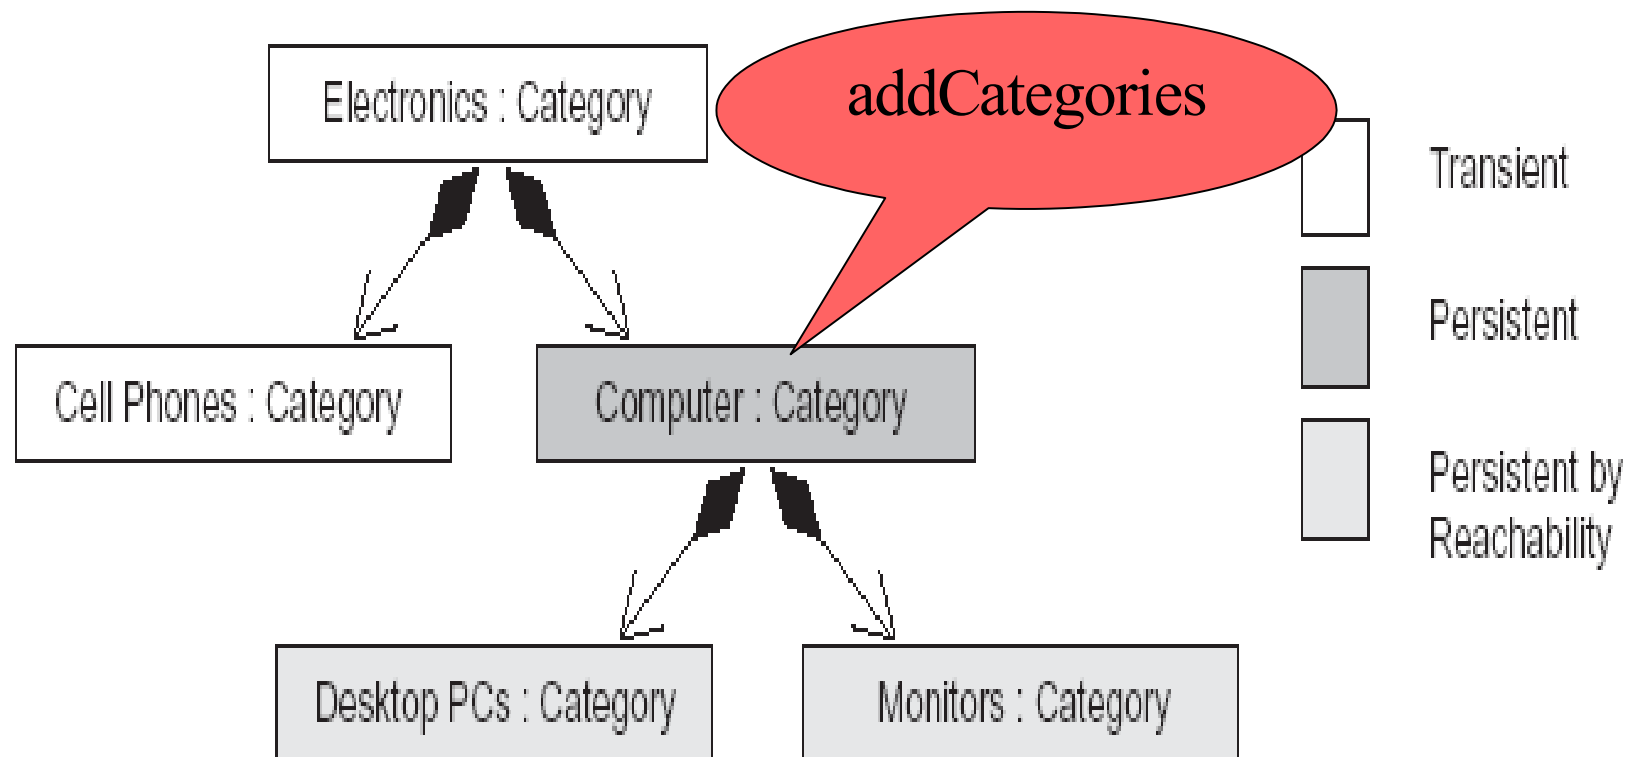 Electronics : Category
addCategories
Transient
Persistent
Cell Phones : Category
Computer : Category
Persistent by
Reachability
Desktop PCs : Category
Monitors : Category